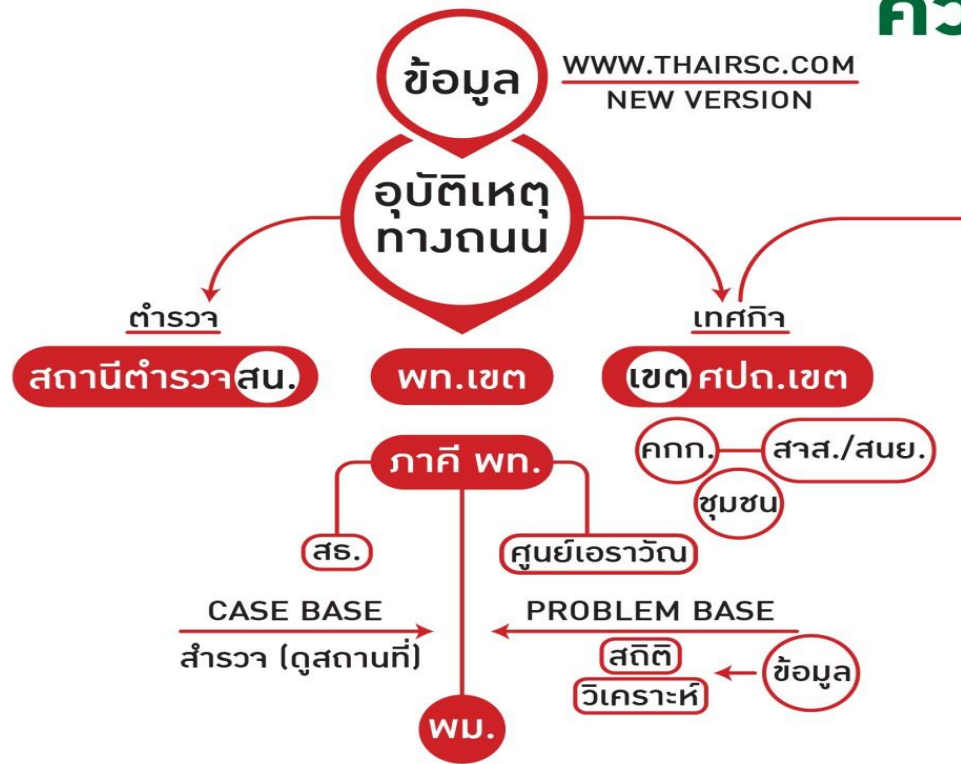 คว
ข้อมูล
WWW.THAIRSC.COM
NEW VERSION
อุบัติเหตุ
ทางถนน
ตำรวจ
เทศกิจ
สถานีตำรวจ สน.
พท.เขต
เขต ศปถ.เขต
ภาคี พท.
คกก.
สจส./สนย.
ชุมชน
สธ.
ศูนย์เอราวัณ
CASE BASE
PROBLEM BASE
สำรวจ (ดูสถานที่)
สถิติ
ข้อมูล
วิเคราะห์
พม.